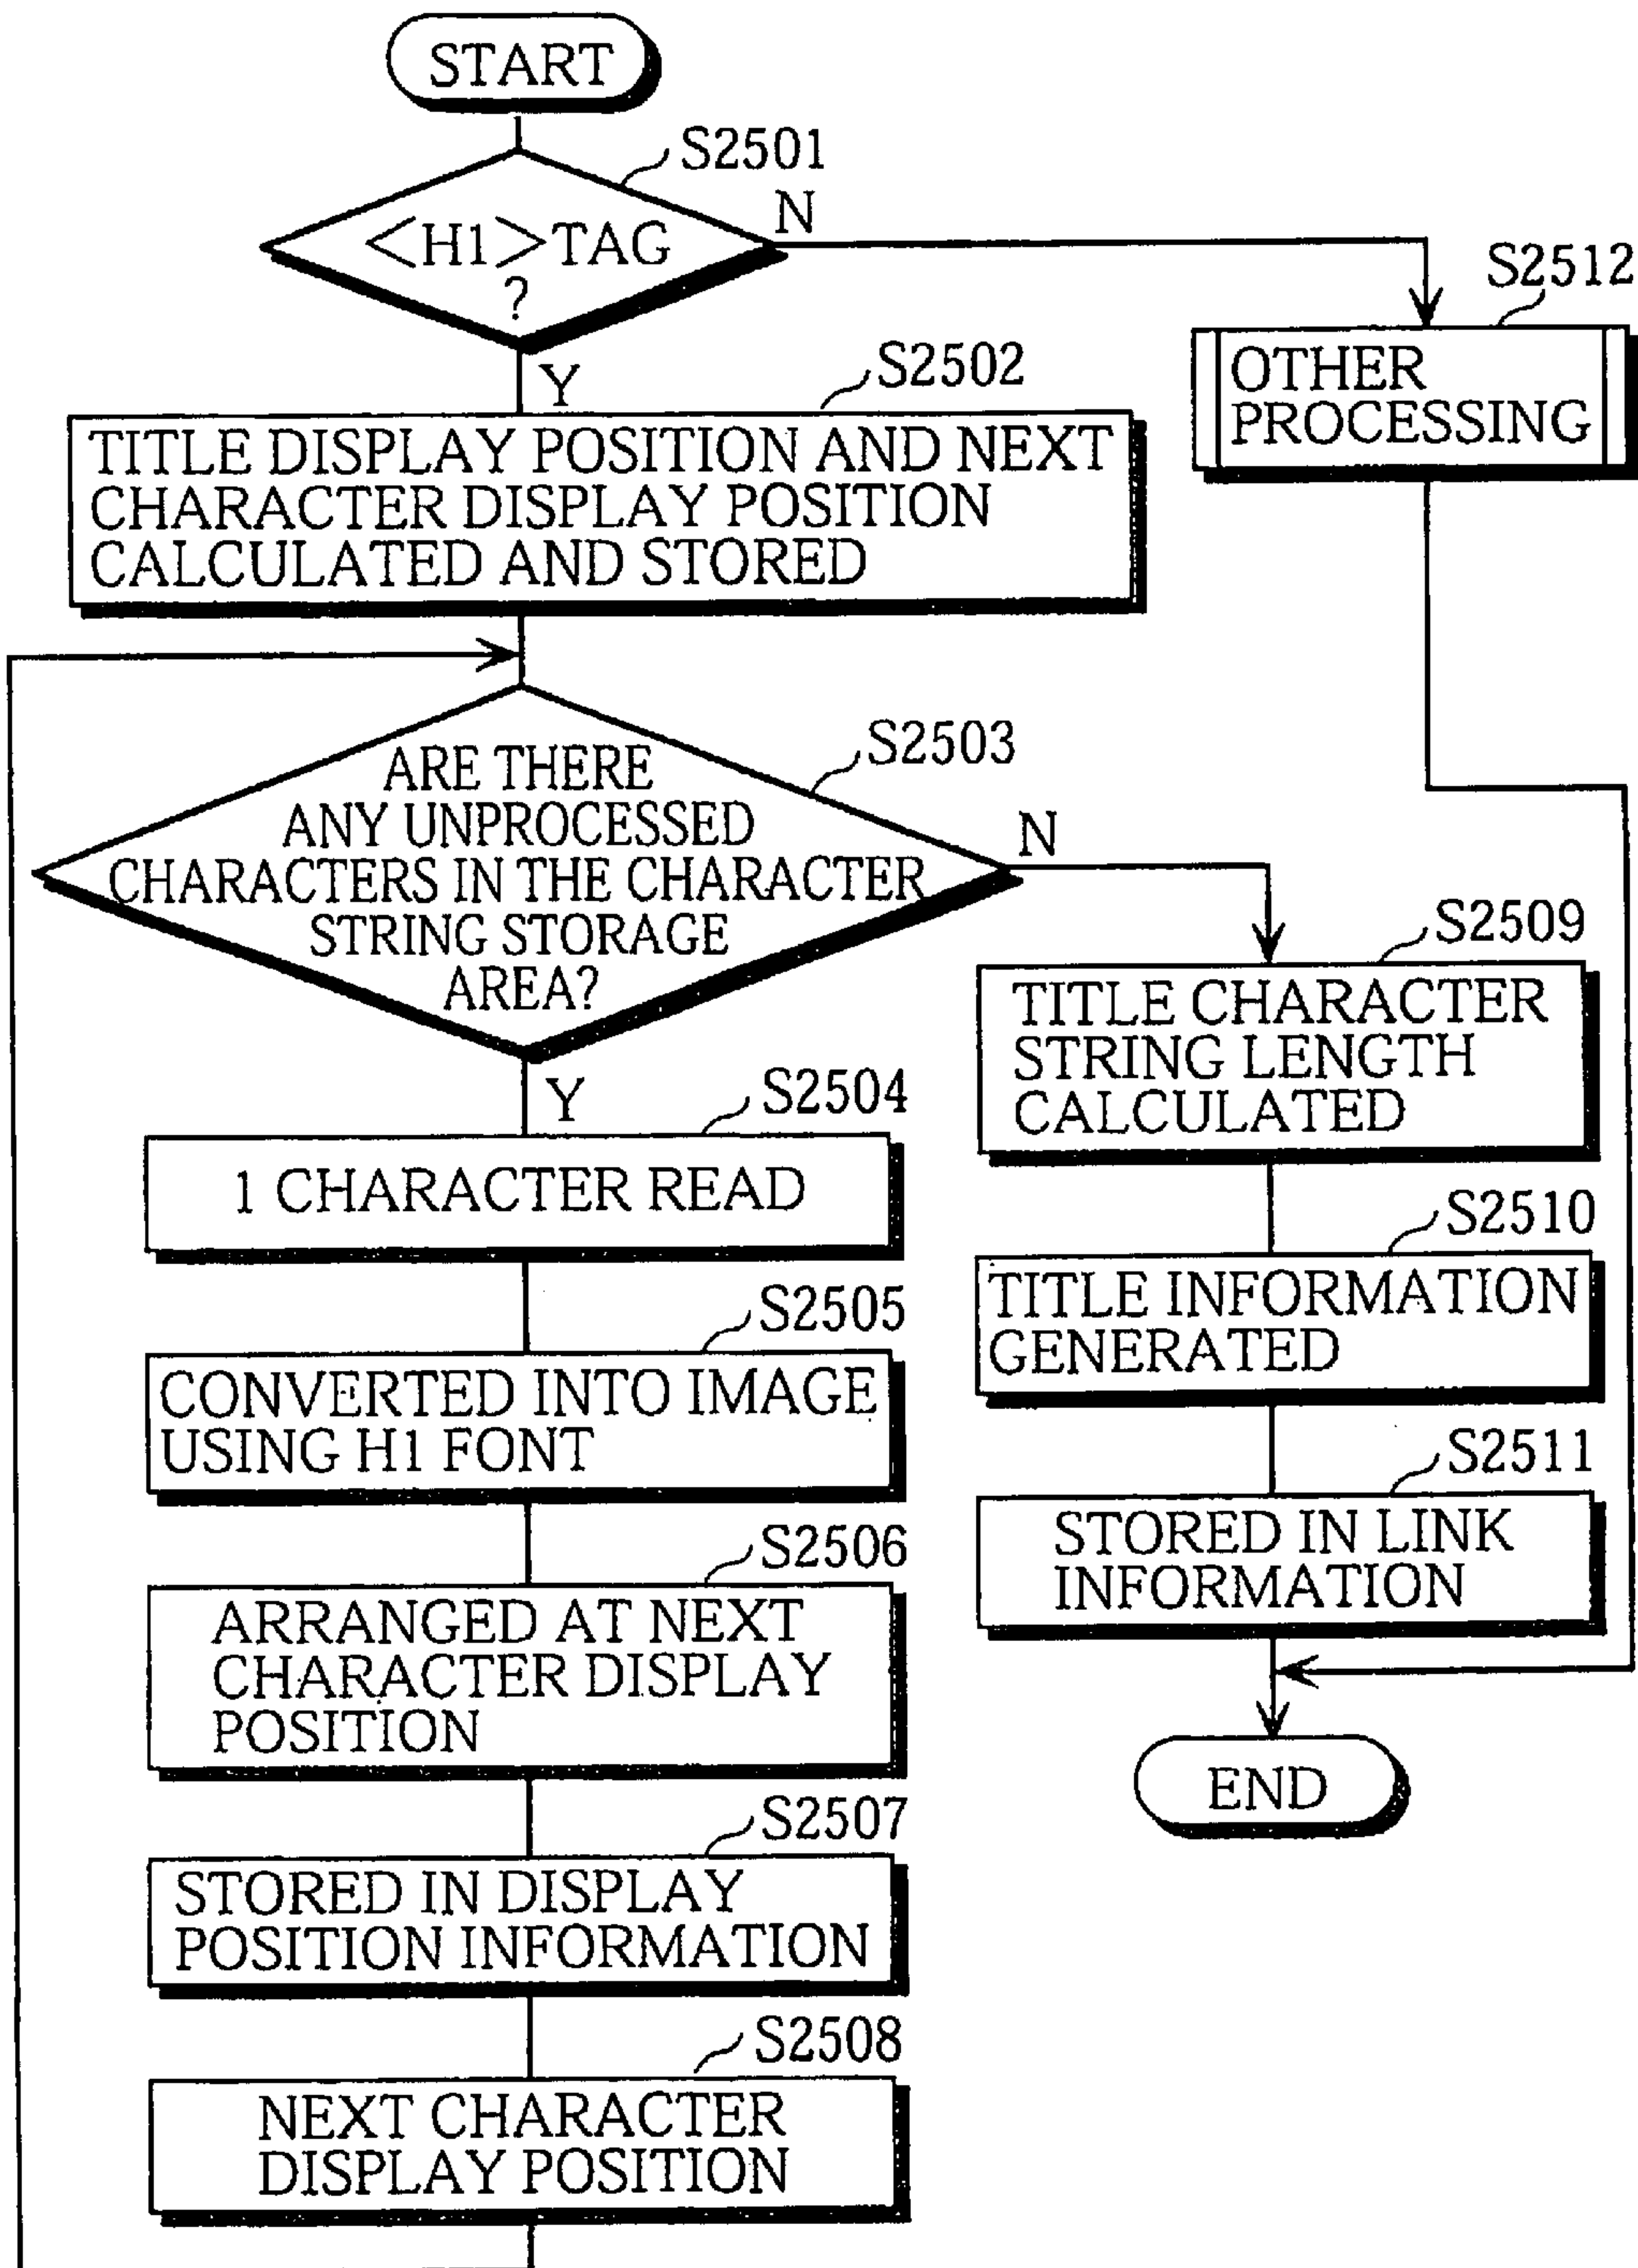 START
S2501
<H1>TAG
?
N
Y
S2512
OTHER
PROCESSING
S2502
TITLE DISPLAY POSITION AND NEXT
CHARACTER DISPLAY POSITION
CALCULATED AND STORED
S2503
ARE THERE
ANY UNPROCESSED
CHARACTERS IN THE CHARACTER
STRING STORAGE
AREA?
N
Y
S2504
1 CHARACTER READ
S2505
CONVERTED INTO IMAGE
USING H1 FONT
S2506
ARRANGED AT NEXT
CHARACTER DISPLAY
POSITION
S2507
STORED IN DISPLAY
POSITION INFORMATION
S2508
NEXT CHARACTER
DISPLAY POSITION
S2509
TITLE CHARACTER
STRING LENGTH
CALCULATED
S2510
TITLE INFORMATION
GENERATED
S2511
STORED IN LINK
INFORMATION
END